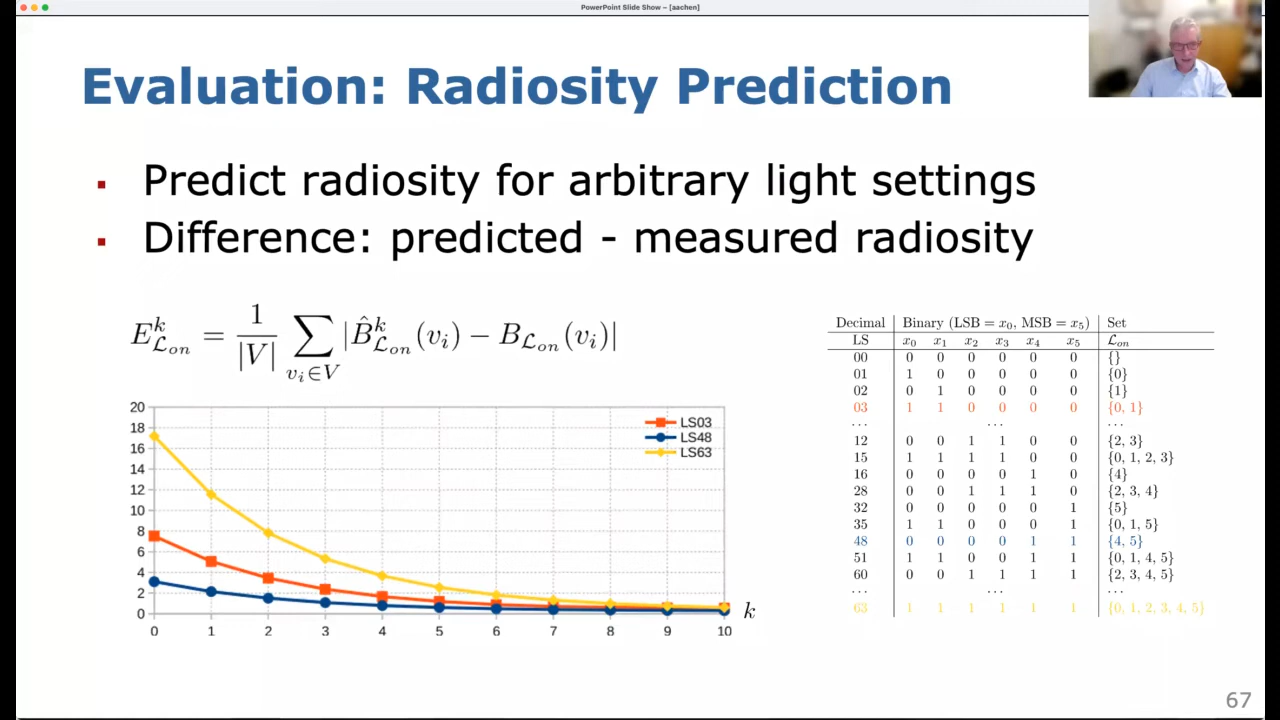 PowerPoint Slide Show – [aachen]
Evaluation: Radiosity Prediction
▪ Predict radiosity for arbitrary light settings
▪ Difference: predicted - measured radiosity
E^k_{𝓛_{on}} = 1/|V| ∑_{v_i∈V} |B̂^k_{𝓛_{on}}(v_i) − B_{𝓛_{on}}(v_i)|
20
18
16
14
12
10
8
6
4
2
0
0 1 2 3 4 5 6 7 8 9 10
k
LS03
LS48
LS63
Decimal Binary (LSB = x₀, MSB = x₅) Set
LS x₀ x₁ x₂ x₃ x₄ x₅ 𝓛_{on}
00 0 0 0 0 0 0 {}
01 1 0 0 0 0 0 {0}
02 0 1 0 0 0 0 {1}
03 1 1 0 0 0 0 {0, 1}
... ... ...
12 0 0 1 1 0 0 {2, 3}
15 1 1 1 1 0 0 {0, 1, 2, 3}
16 0 0 0 0 1 0 {4}
28 0 0 1 1 1 0 {2, 3, 4}
32 0 0 0 0 0 1 {5}
35 1 1 0 0 0 1 {0, 1, 5}
48 0 0 0 0 1 1 {4, 5}
51 1 1 0 0 1 1 {0, 1, 4, 5}
60 0 0 1 1 1 1 {2, 3, 4, 5}
... ... ...
63 1 1 1 1 1 1 {0, 1, 2, 3, 4, 5}
67